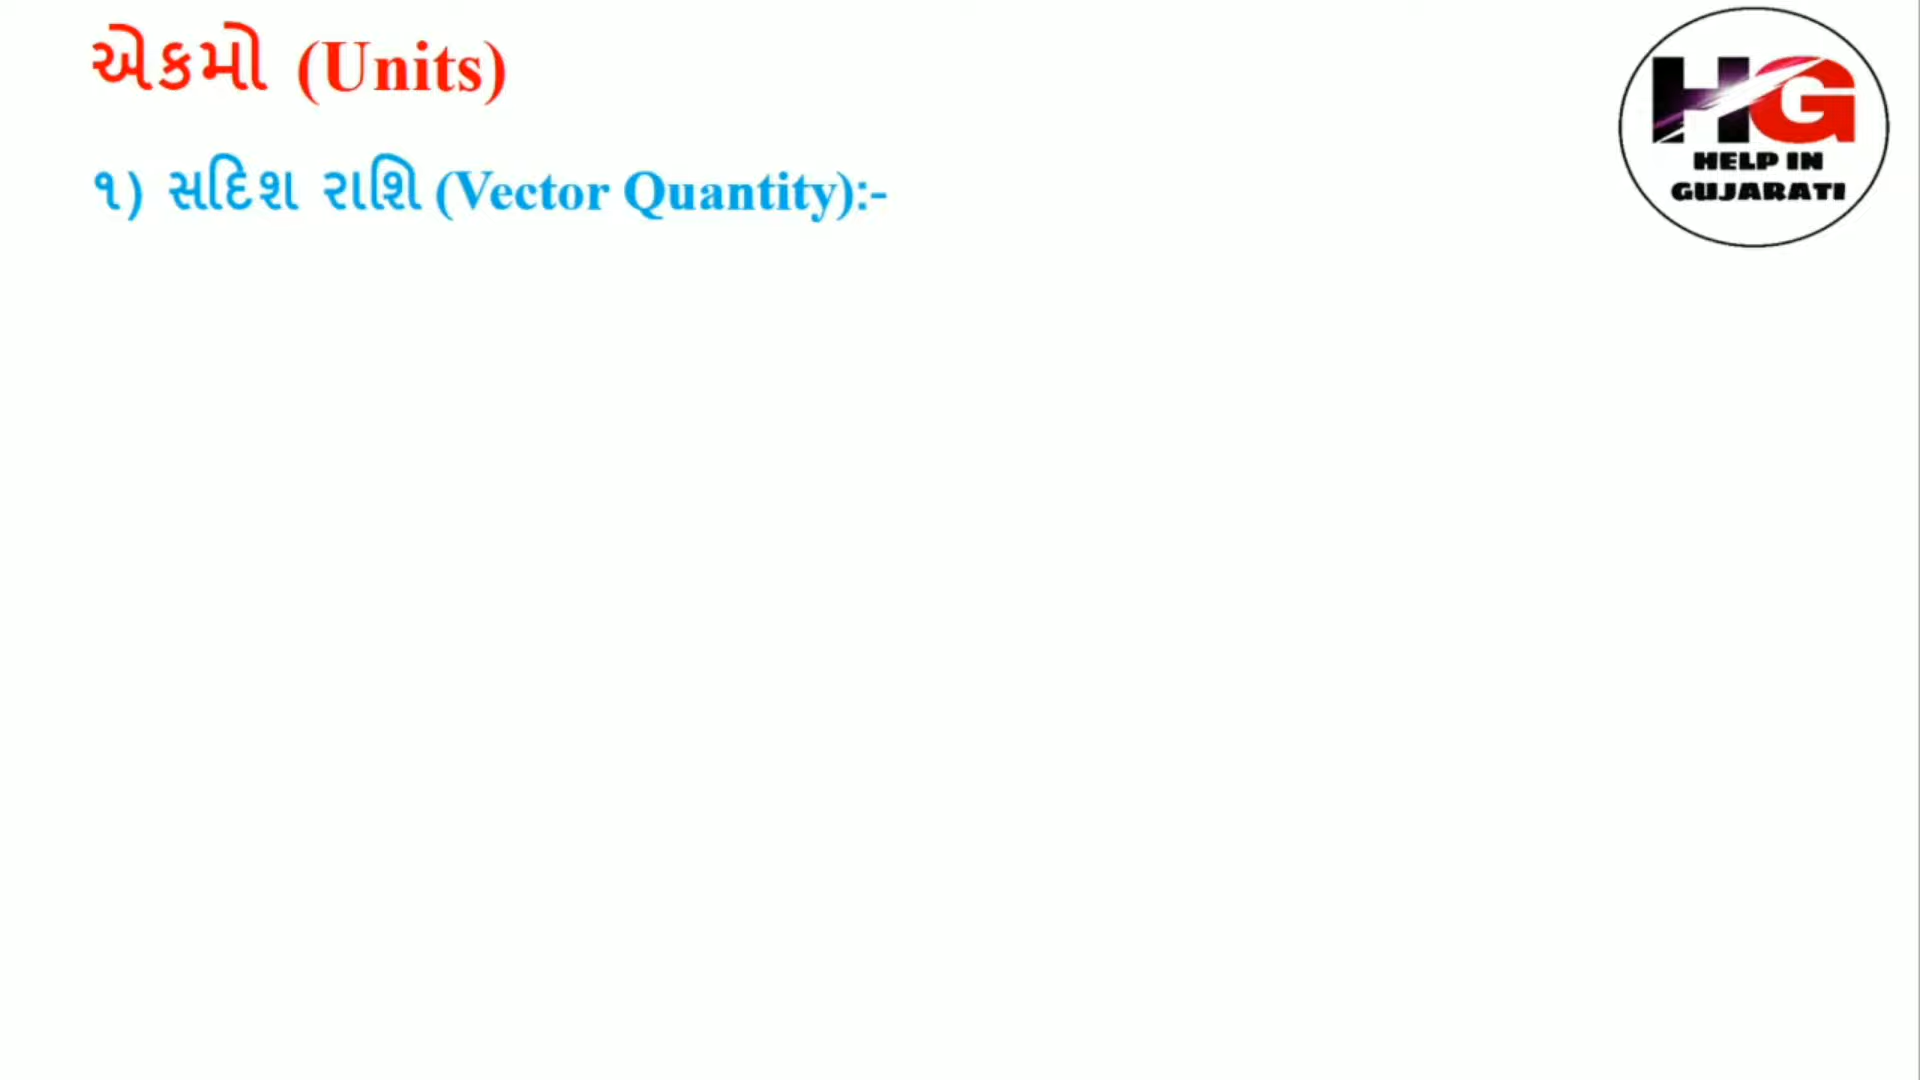 એકમો (Units)
૧) સદિશ રાશિ (Vector Quantity):-
HG
HELP IN
GUJARATI